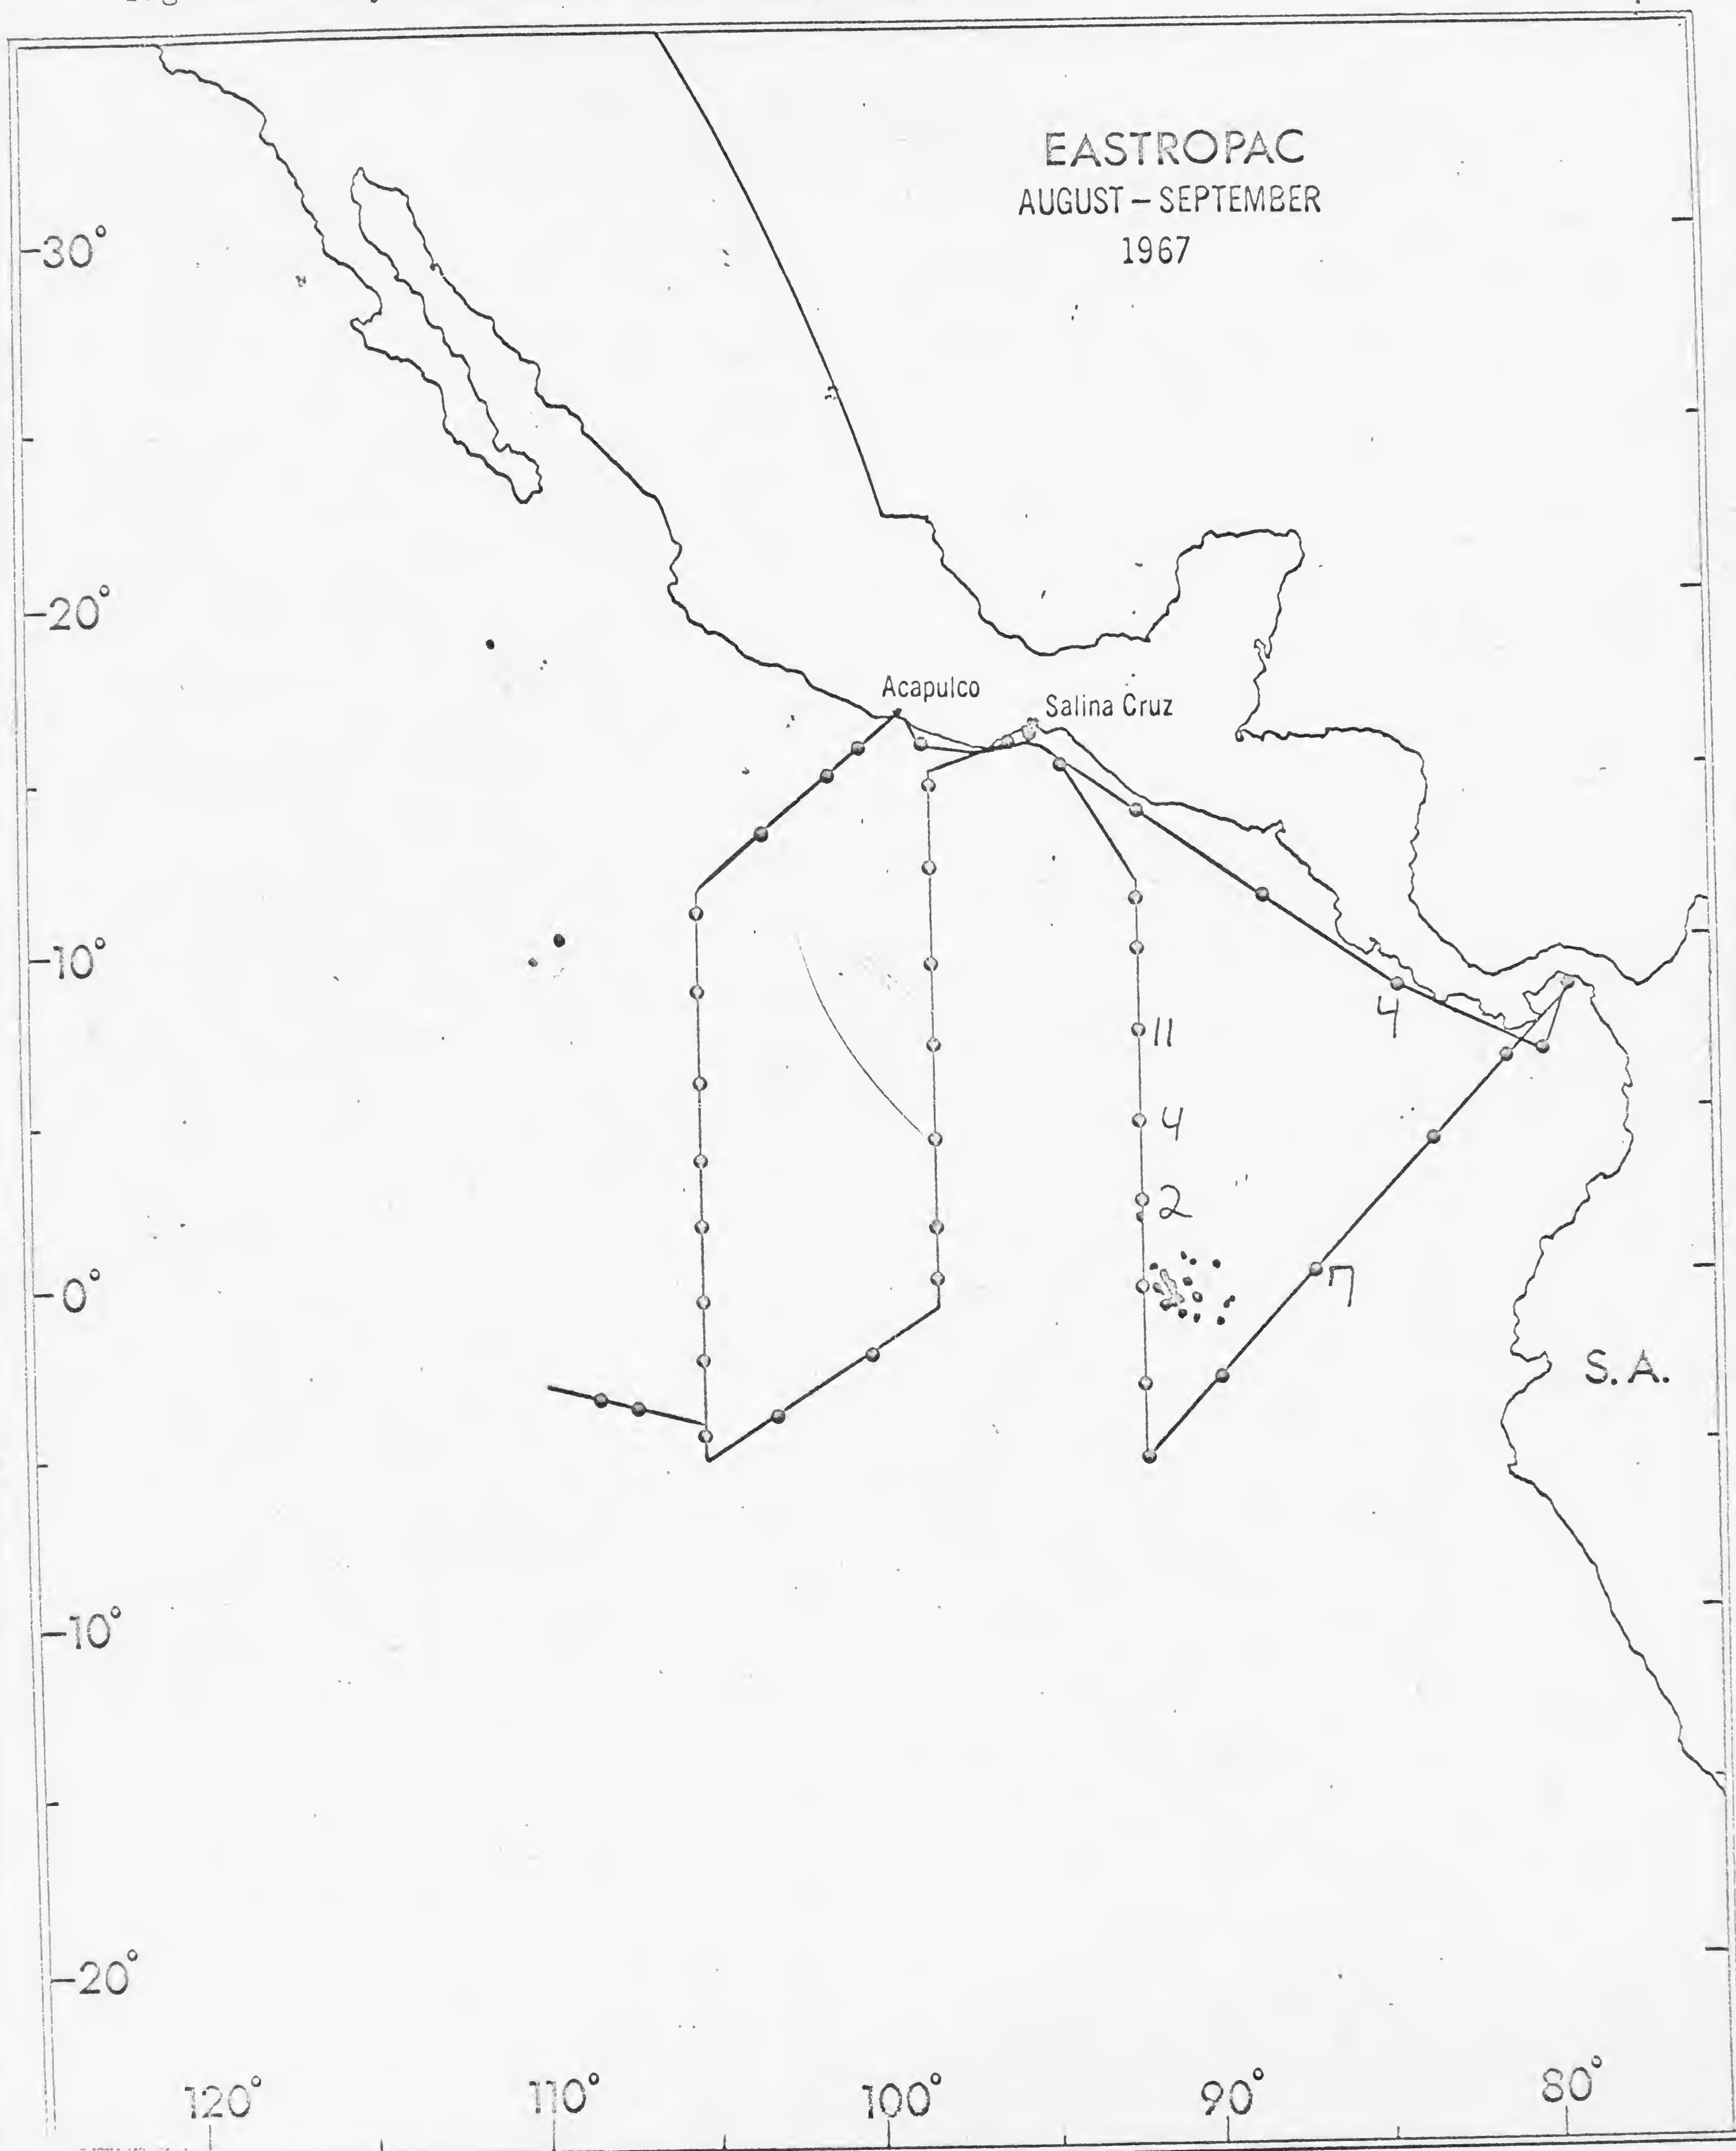 EASTROPAC
AUGUST – SEPTEMBER
1967
30°
20°
Acapulco
Salina Cruz
10°
4
11
4
2
7
0°
S. A.
10°
20°
120° 110° 100° 90° 80°